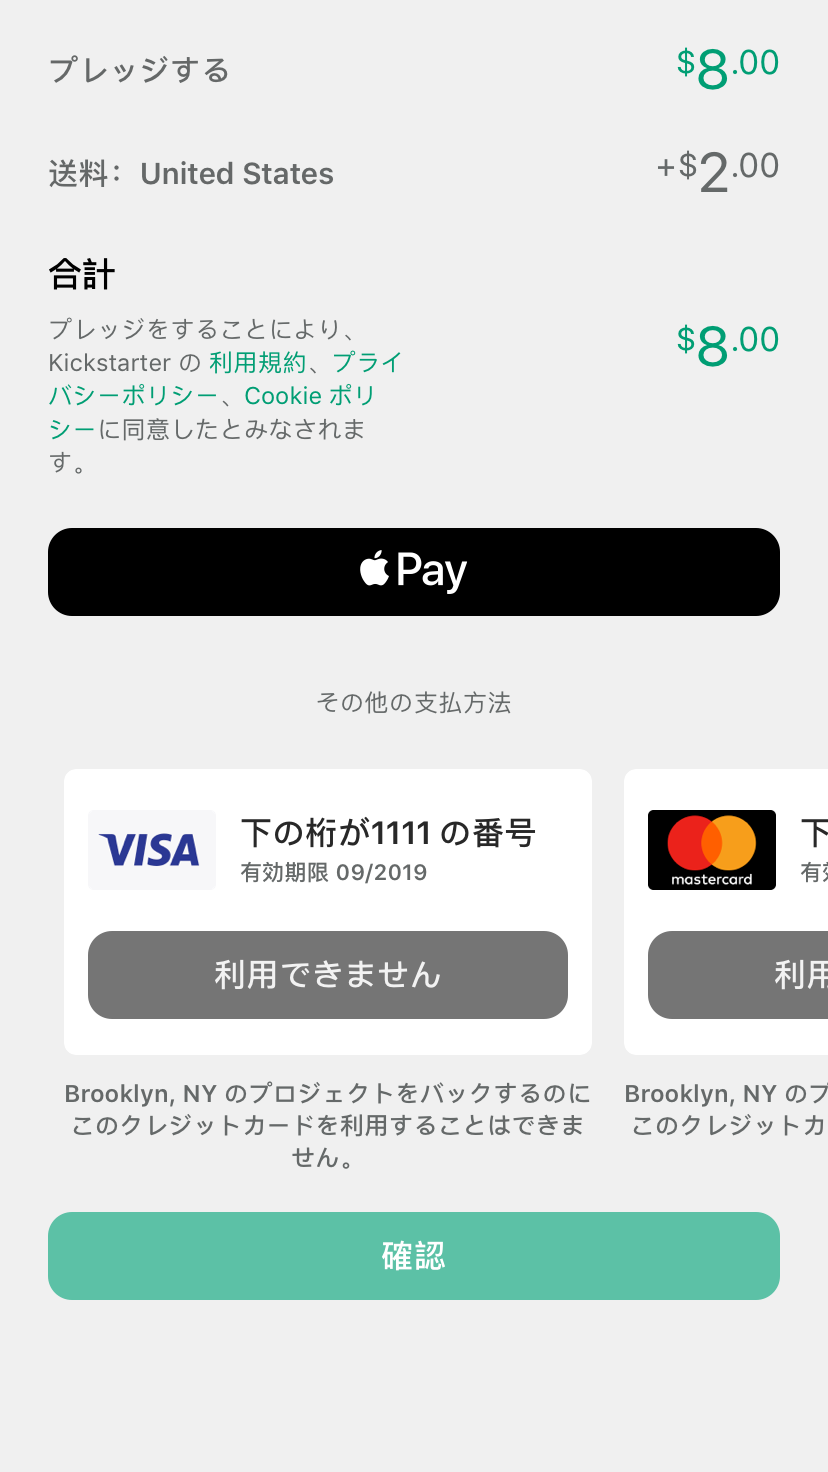 プレッジする
$8.00
送料：United States
+$2.00
合計
プレッジをすることにより、
Kickstarter の 利用規約、プライ
バシーポリシー、Cookie ポリ
シーに同意したとみなされま
す。
$8.00
Pay
その他の支払方法
VISA
下の桁が1111 の番号
有効期限 09/2019
利用できません
Brooklyn, NY のプロジェクトをバックするのに
このクレジットカードを利用することはできま
せん。
mastercard
下
有効
利用
Brooklyn, NY のプ
このクレジットカ
確認